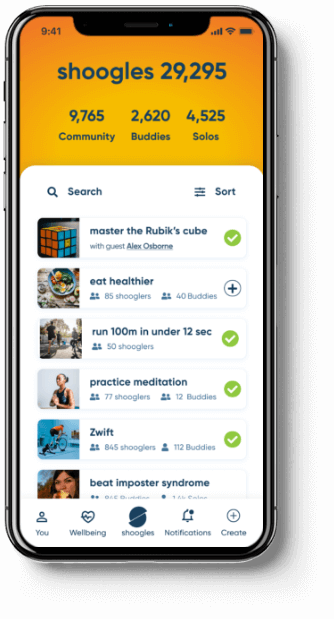 9:41
shoogles 29,295
9,765 2,620 4,525
Community Buddies Solos
Search Sort
master the Rubik's cube
with guest Alex Osborne
eat healthier
85 shooglers 40 Buddies
run 100m in under 12 sec
50 shooglers
practice meditation
77 shooglers 12 Buddies
Zwift
845 shooglers 112 Buddies
beat imposter syndrome
You Wellbeing shoogles Notifications Create